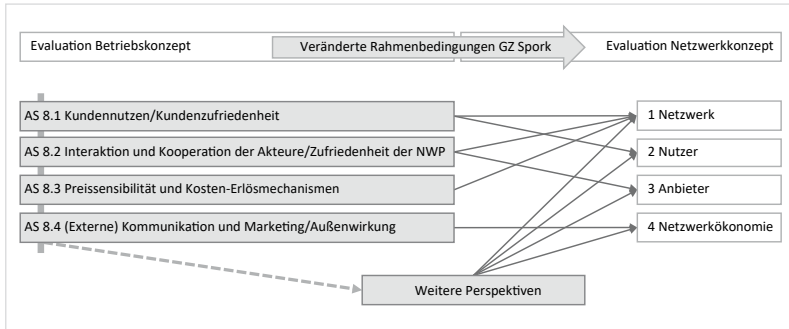 Evaluation Betriebskonzept
Veränderte Rahmenbedingungen GZ Spork
Evaluation Netzwerkkonzept
AS 8.1 Kundennutzen/Kundenzufriedenheit
1 Netzwerk
AS 8.2 Interaktion und Kooperation der Akteure/Zufriedenheit der NWP
2 Nutzer
AS 8.3 Preissensibilität und Kosten-Erlösmechanismen
3 Anbieter
AS 8.4 (Externe) Kommunikation und Marketing/Außenwirkung
4 Netzwerkökonomie
Weitere Perspektiven